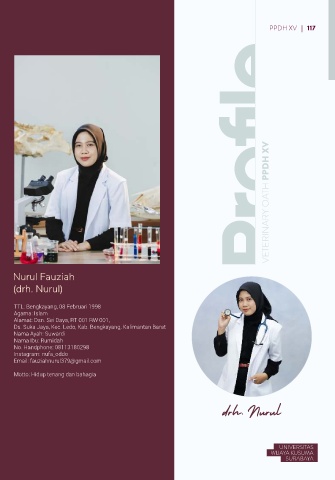 PPDH XV | 117
Profile
VETERINARY OATH PPDH XV
Nurul Fauziah
(drh. Nurul)
TTL: Bengkayang, 08 Februari 1998
Agama: Islam
Alamat: Dsn. Sei Daya, RT 001 RW 001,
Ds. Suka Jaya, Kec. Ledo, Kab. Bengkayang, Kalimantan Barat
Nama Ayah: Suwardi
Nama Ibu: Rumidah
No. Handphone: 08113180298
Instagram:
Email: fauziahnurul379@gmail.com
Motto: Hidup tenang dan bahagia
drh. Nurul
UNIVERSITAS
WIJAYA KUSUMA
SURABAYA